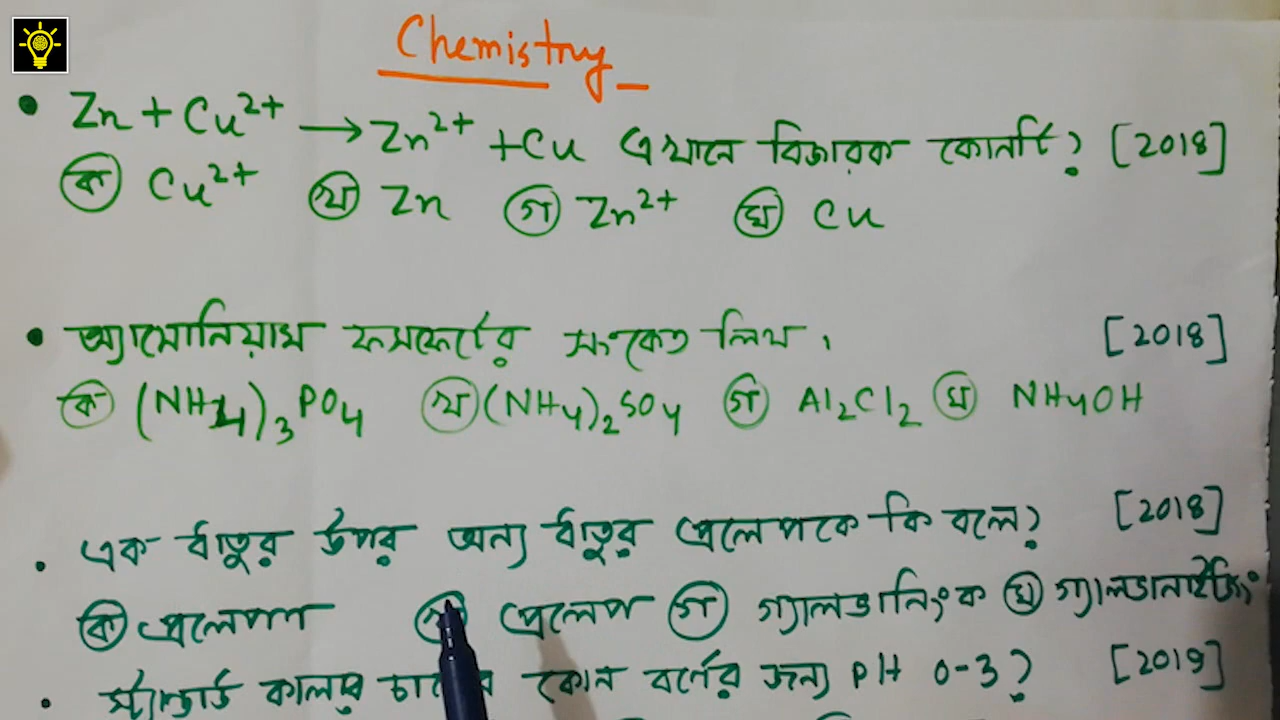 Chemistry
Zn + Cu²⁺ → Zn²⁺ + Cu এখানে বিজারক কোনটি? [2018]
ক Cu²⁺ খ Zn গ Zn²⁺ ঘ Cu
অ্যামোনিয়াম ফসফেটের সংকেত লিখ। [2018]
ক (NH4)₃PO₄ খ (NH₄)₂SO₄ গ Al₂Cl₂ ঘ NH₄OH
এক ধাতুর উপর অন্য ধাতুর প্রলেপকে কি বলে? [2018]
ক প্রলেপণ খ প্রলেপ গ গ্যালভানিংক ঘ গ্যালভানাইজিং
স্ট্যান্ডার্ড কালার কোন বর্ণের জন্য pH 0-3? [2019]